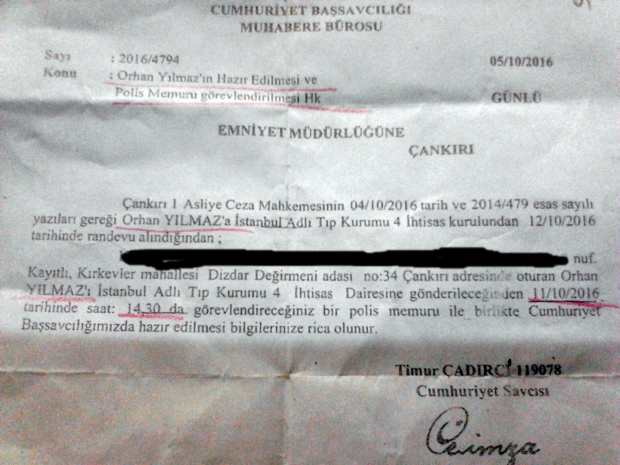 CUMHURİYET BAŞSAVCILIĞI
MUHABERE BÜROSU
Sayı : 2016/4794 05/10/2016
Konu : Orhan Yılmaz'ın Hazır Edilmesi ve
Polis Memuru görevlendirilmesi Hk GÜNLÜ
EMNİYET MÜDÜRLÜĞÜNE
ÇANKIRI
Çankırı 1 Asliye Ceza Mahkemesinin 04/10/2016 tarih ve 2014/479 esas sayılı
yazıları gereği Orhan YILMAZ'a İstanbul Adli Tıp Kurumu 4 İhtisas kurulundan 12/10/2016
tarihinde randevu alındığından ;
nuf.
Kayıtlı, Kırkevler mahallesi Dizdar Değirmeni adası no:34 Çankırı adresinde oturan Orhan
YILMAZ'ı İstanbul Adli Tıp Kurumu 4 İhtisas Dairesine gönderileceğinden 11/10/2016
tarihinde saat: 14,30 da görevlendireceğiniz bir polis memuru ile birlikte Cumhuriyet
Başsavcılığımızda hazır edilmesi bilgilerinize rica olunur.
Timur ÇADIRCI 119078
Cumhuriyet Savcısı
eimza